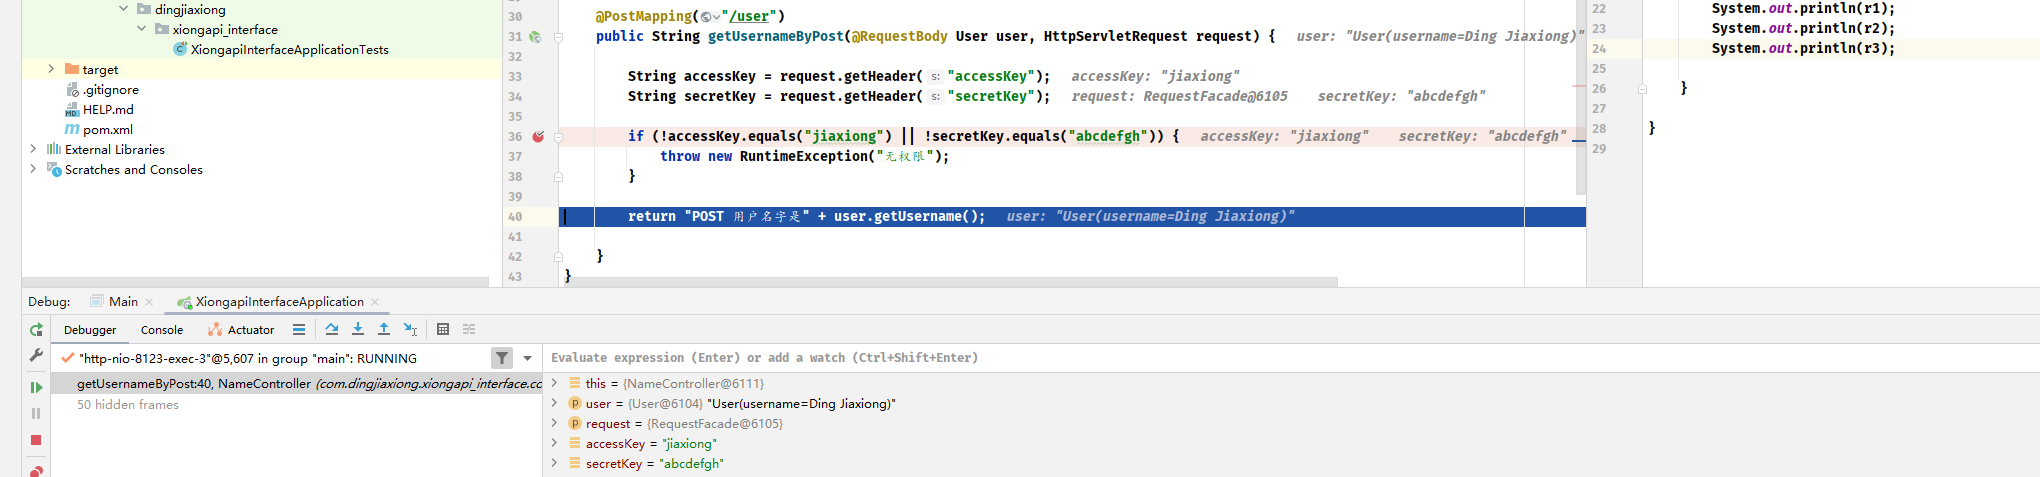 dingjiaxiong
xiongapi_interface
XiongapiInterfaceApplicationTests
target
.gitignore
HELP.md
pom.xml
External Libraries
Scratches and Consoles
30 @PostMapping("/user")
31 public String getUsernameByPost(@RequestBody User user, HttpServletRequest request) { user: "User(username=Ding Jiaxiong)"
32
33 String accessKey = request.getHeader( s: "accessKey"); accessKey: "jiaxiong"
34 String secretKey = request.getHeader( s: "secretKey"); request: RequestFacade@6105 secretKey: "abcdefgh"
35
36 if (!accessKey.equals("jiaxiong") || !secretKey.equals("abcdefgh")) { accessKey: "jiaxiong" secretKey: "abcdefgh"
37 throw new RuntimeException("无权限");
38 }
39
40 return "POST 用户名字是" + user.getUsername(); user: "User(username=Ding Jiaxiong)"
41
42 }
43 }
22 System.out.println(r1);
23 System.out.println(r2);
24 System.out.println(r3);
25
26 }
27
28 }
29
Debug: Main XiongapiInterfaceApplication
Debugger Console Actuator
"http-nio-8123-exec-3"@5,607 in group "main": RUNNING
getUsernameByPost:40, NameController (com.dingjiaxiong.xiongapi_interface.co
50 hidden frames
Evaluate expression (Enter) or add a watch (Ctrl+Shift+Enter)
this = {NameController@6111}
user = {User@6104} "User(username=Ding Jiaxiong)"
request = {RequestFacade@6105}
accessKey = "jiaxiong"
secretKey = "abcdefgh"